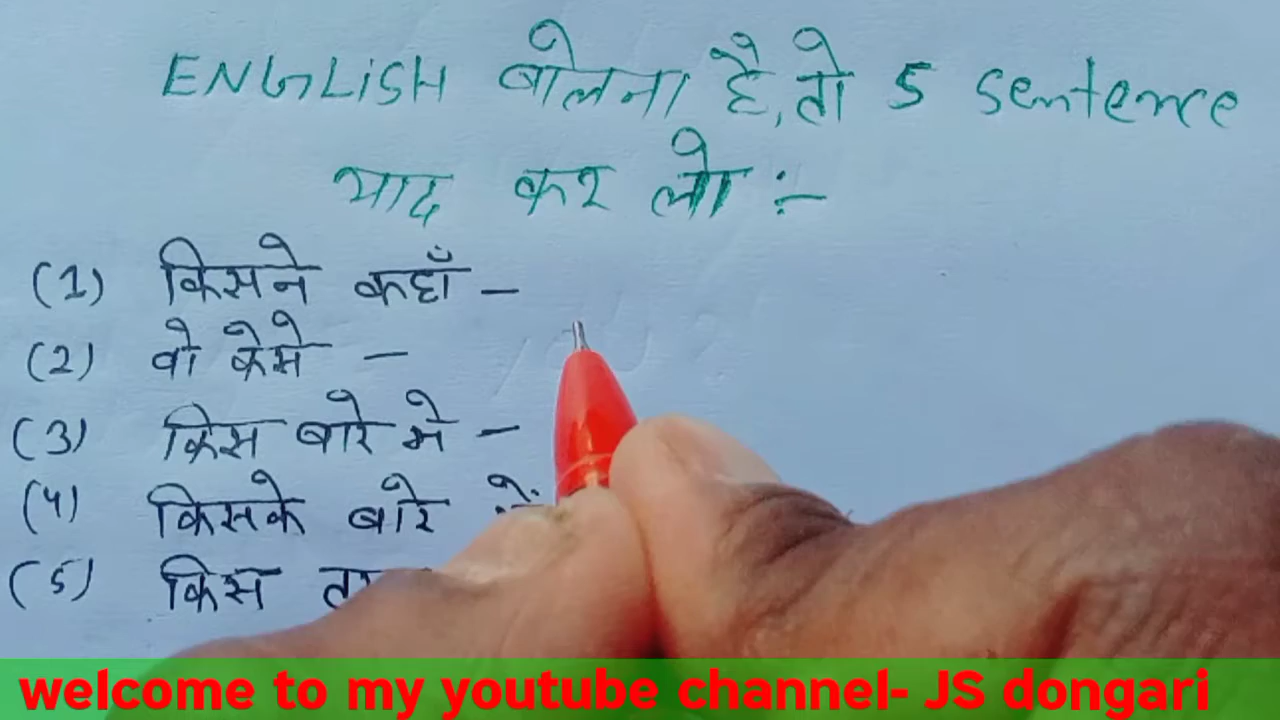 ENGLISH बोलना है, तो 5 sentence
याद कर लो :-
(1) किसने कहाँ -
(2) वो केसे -
(3) किस बारे मे -
(4) किसके बारे
(5) किस
welcome to my youtube channel- JS dongari